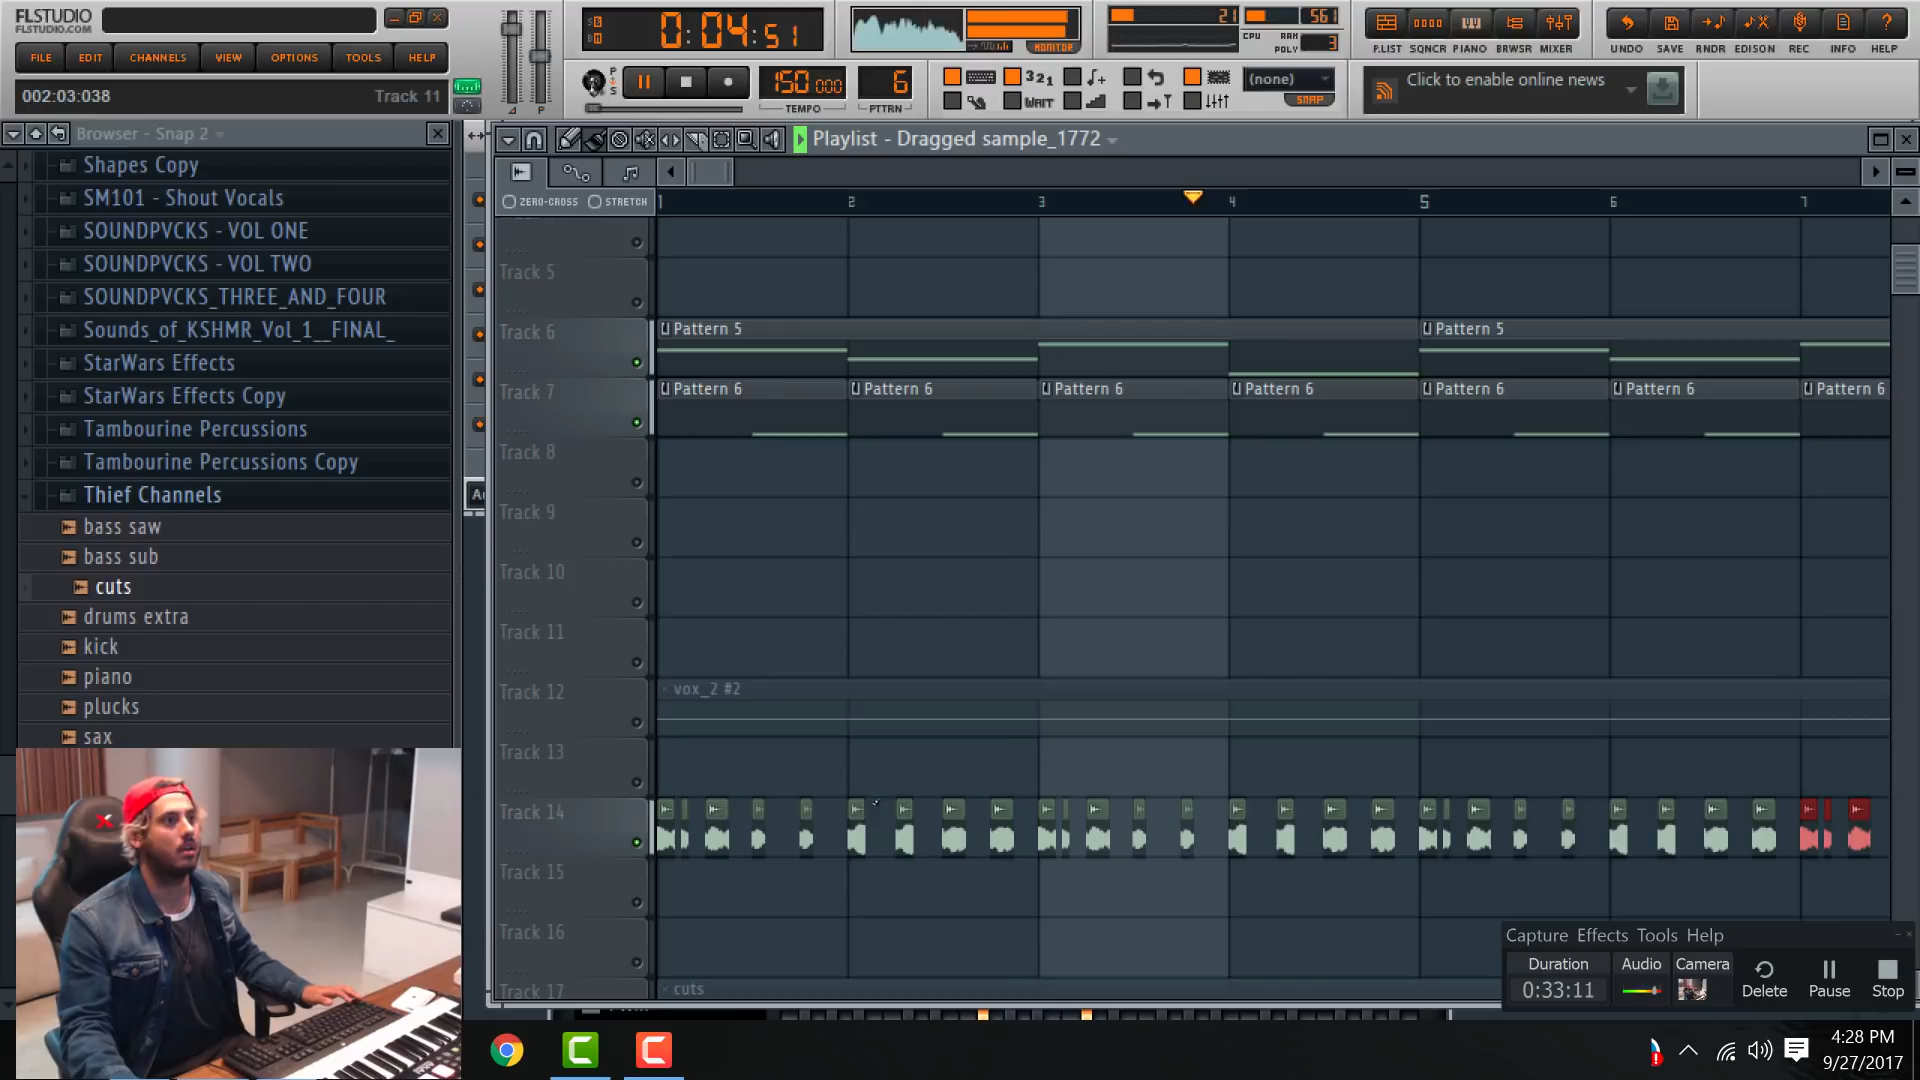 FLSTUDIO
FLSTUDIO.COM
FILE EDIT CHANNELS VIEW OPTIONS TOOLS HELP
002:03:038 Track 11
0:04:51
MONITOR
21 561
CPU RAM
POLY 3
P.LIST SQNCR PIANO BRWSR MIXER
UNDO SAVE RNDR EDISON REC INFO HELP
P
S
150 000
TEMPO
6
PTTRN
321
WAIT
(none)
SNAP
Click to enable online news
Browser - Snap 2
Shapes Copy
SM101 - Shout Vocals
SOUNDPVCKS - VOL ONE
SOUNDPVCKS - VOL TWO
SOUNDPVCKS_THREE_AND_FOUR
Sounds_of_KSHMR_Vol_1__FINAL_
StarWars Effects
StarWars Effects Copy
Tambourine Percussions
Tambourine Percussions Copy
Thief Channels
bass saw
bass sub
cuts
drums extra
kick
piano
plucks
sax
Playlist - Dragged sample_1772
ZERO-CROSS STRETCH
1 2 3 4 5 6 7
Track 5
Track 6
Pattern 5 Pattern 5
Track 7
Pattern 6 Pattern 6 Pattern 6 Pattern 6 Pattern 6 Pattern 6 Pattern 6
Track 8
Track 9
Track 10
Track 11
Track 12
vox_2 #2
Track 13
Track 14
Track 15
Track 16
Track 17
cuts
Capture Effects Tools Help
Duration Audio Camera
0:33:11 Delete Pause Stop
4:28 PM
9/27/2017